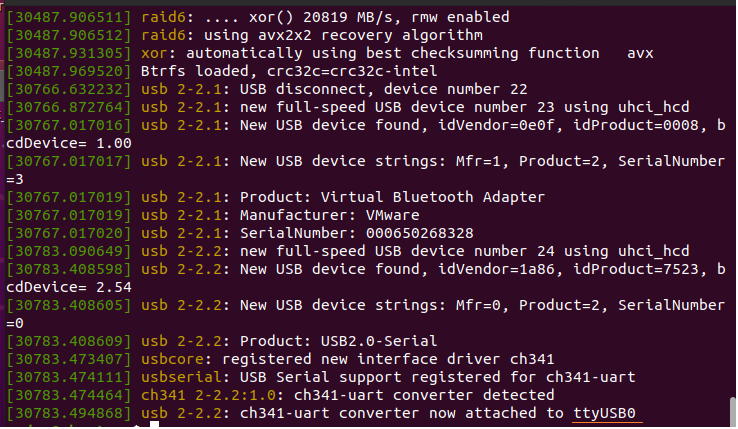 [30487.906511] raid6: .... xor() 20819 MB/s, rmw enabled
[30487.906512] raid6: using avx2x2 recovery algorithm
[30487.931305] xor: automatically using best checksumming function   avx
[30487.969520] Btrfs loaded, crc32c=crc32c-intel
[30766.632232] usb 2-2.1: USB disconnect, device number 22
[30766.872764] usb 2-2.1: new full-speed USB device number 23 using uhci_hcd
[30767.017016] usb 2-2.1: New USB device found, idVendor=0e0f, idProduct=0008, b
cdDevice= 1.00
[30767.017017] usb 2-2.1: New USB device strings: Mfr=1, Product=2, SerialNumber
=3
[30767.017019] usb 2-2.1: Product: Virtual Bluetooth Adapter
[30767.017019] usb 2-2.1: Manufacturer: VMware
[30767.017020] usb 2-2.1: SerialNumber: 000650268328
[30783.090649] usb 2-2.2: new full-speed USB device number 24 using uhci_hcd
[30783.408598] usb 2-2.2: New USB device found, idVendor=1a86, idProduct=7523, b
cdDevice= 2.54
[30783.408605] usb 2-2.2: New USB device strings: Mfr=0, Product=2, SerialNumber
=0
[30783.408609] usb 2-2.2: Product: USB2.0-Serial
[30783.473407] usbcore: registered new interface driver ch341
[30783.474111] usbserial: USB Serial support registered for ch341-uart
[30783.474464] ch341 2-2.2:1.0: ch341-uart converter detected
[30783.494868] usb 2-2.2: ch341-uart converter now attached to ttyUSB0